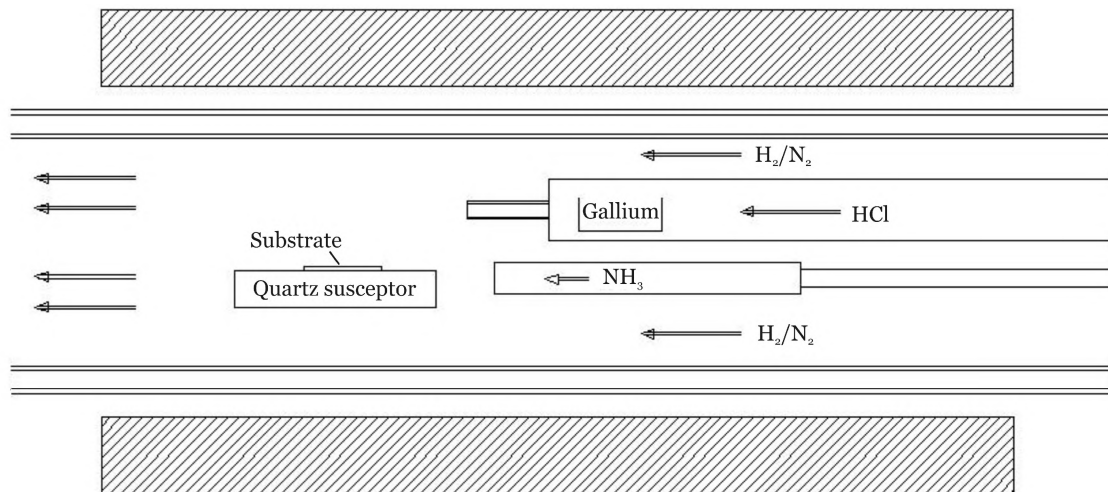 H₂/N₂
Gallium
HCl
Substrate
Quartz susceptor
NH₃
H₂/N₂